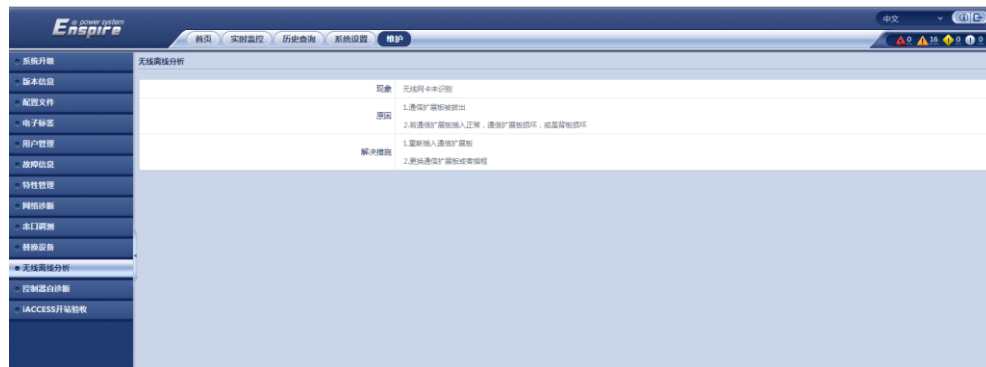 e power system
Enspire
中文
首页 实时监控 历史查询 系统设置 维护
0 16 0 0
系统升级
版本信息
配置文件
电子标签
用户管理
故障信息
特性管理
网络诊断
串口调测
替换设备
无线离线分析
控制器自诊断
iACCESS开站验收
无线离线分析
现象 无线网卡未识别
原因 1.通信扩展板被拔出
2.若通信扩展板插入正常，通信扩展板损坏，或是背板损坏
解决措施 1.重新插入通信扩展板
2.更换通信扩展板或者插框